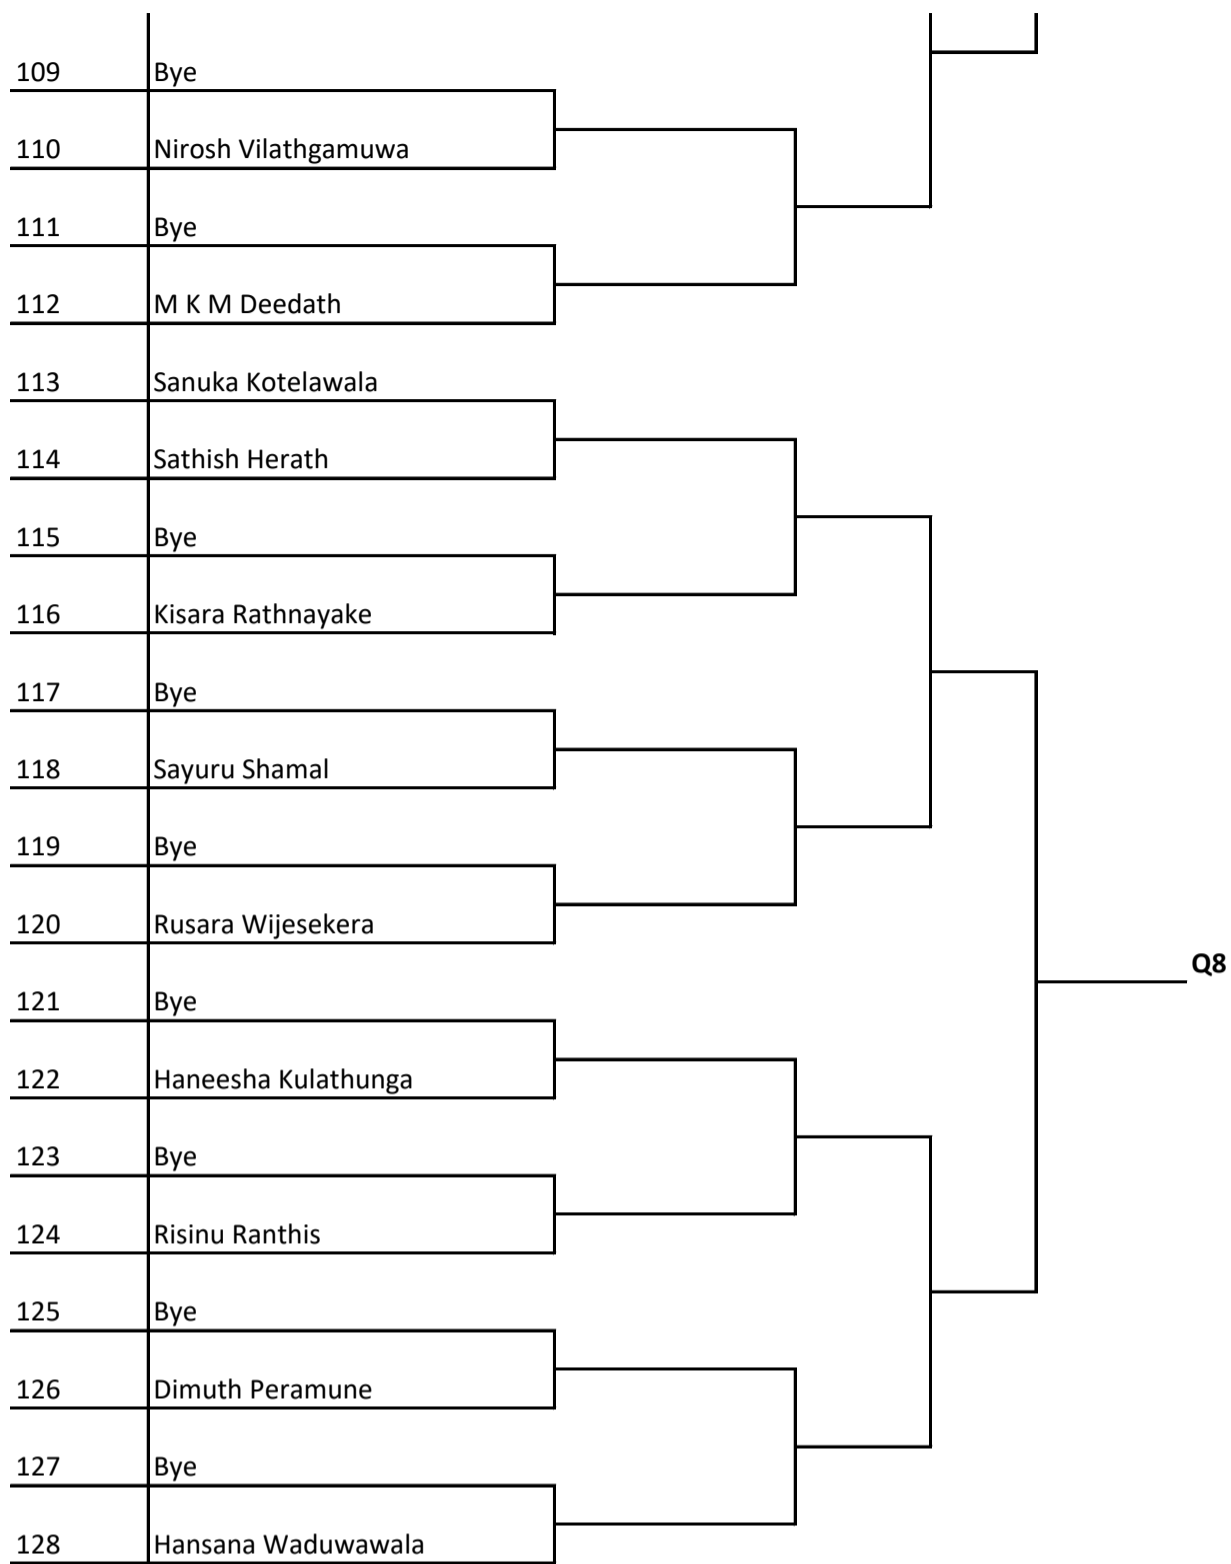 109 Bye
110 Nirosh Vilathgamuwa
111 Bye
112 M K M Deedath
113 Sanuka Kotelawala
114 Sathish Herath
115 Bye
116 Kisara Rathnayake
117 Bye
118 Sayuru Shamal
119 Bye
120 Rusara Wijesekera
Q8
121 Bye
122 Haneesha Kulathunga
123 Bye
124 Risinu Ranthis
125 Bye
126 Dimuth Peramune
127 Bye
128 Hansana Waduwawala